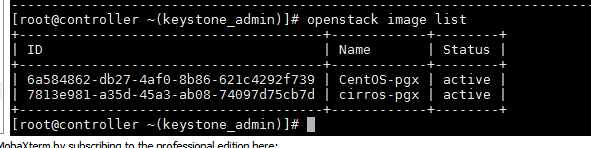 [root@controller ~(keystone_admin)]# openstack image list
+--------------------------------------+------------+--------+
| ID                                   | Name       | Status |
+--------------------------------------+------------+--------+
| 6a584862-db27-4af0-8b86-621c4292f739 | CentOS-pgx | active |
| 7813e981-a35d-45a3-ab08-74097d75cb7d | cirros-pgx | active |
+--------------------------------------+------------+--------+
[root@controller ~(keystone_admin)]#
MobaXterm by subscribing to the professional edition here: